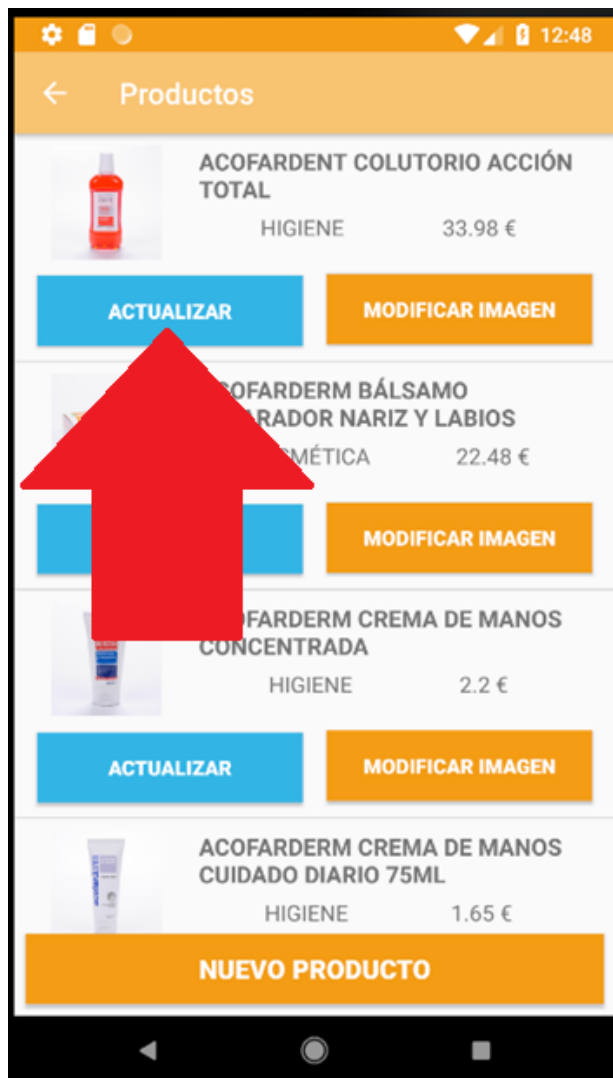 12:48
Productos
ACOFARDENT COLUTORIO ACCIÓN
TOTAL
HIGIENE 33.98 €
ACTUALIZAR MODIFICAR IMAGEN
BÁLSAMO
NARIZ Y LABIOS
22.48 €
MODIFICAR IMAGEN
CREMA DE MANOS
CONCENTRADA
HIGIENE 2.2 €
ACTUALIZAR MODIFICAR IMAGEN
ACOFARDERM CREMA DE MANOS
CUIDADO DIARIO 75ML
HIGIENE 1.65 €
NUEVO PRODUCTO